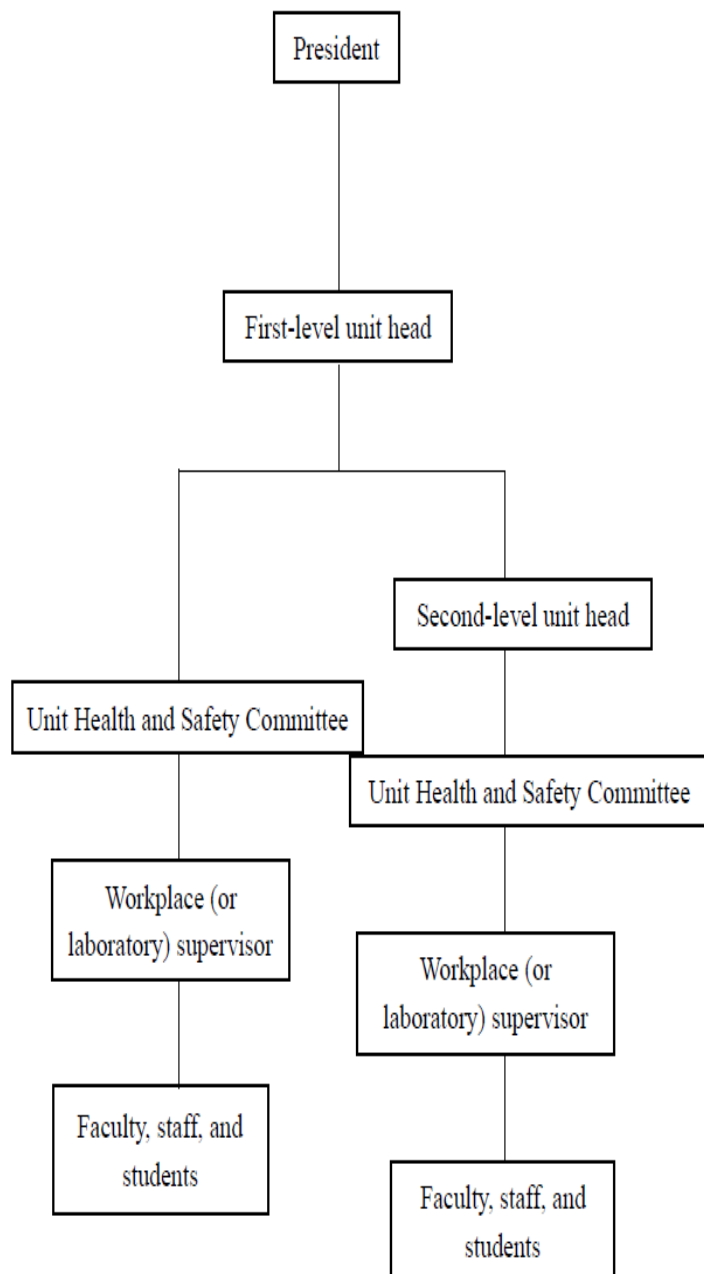 President
First-level unit head
Second-level unit head
Unit Health and Safety Committee
Unit Health and Safety Committee
Workplace (or
laboratory) supervisor
Workplace (or
laboratory) supervisor
Faculty, staff, and
students
Faculty, staff, and
students